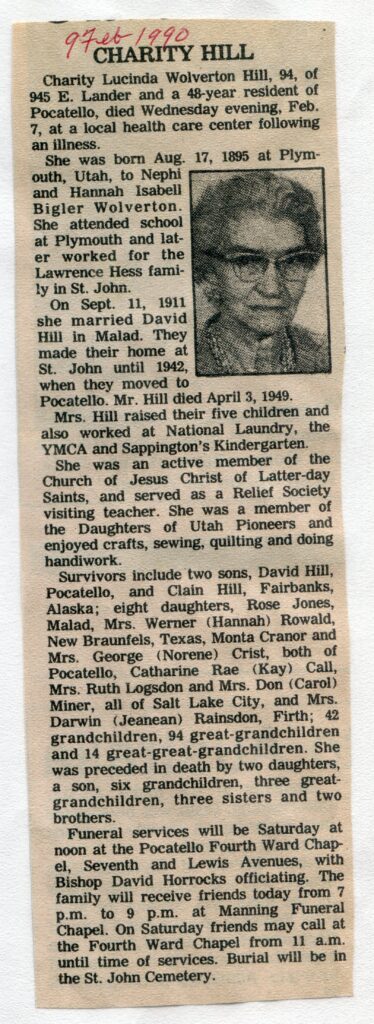 9 Feb 1990
CHARITY HILL
Charity Lucinda Wolverton Hill, 94, of
945 E. Lander and a 48-year resident of
Pocatello, died Wednesday evening, Feb.
7, at a local health care center following
an illness.
She was born Aug. 17, 1895 at Plym-
outh, Utah, to Nephi
and Hannah Isabell
Bigler Wolverton.
She attended school
at Plymouth and lat-
er worked for the
Lawrence Hess fami-
ly in St. John.
On Sept. 11, 1911
she married David
Hill in Malad. They
made their home at
St. John until 1942,
when they moved to
Pocatello. Mr. Hill died April 3, 1949.
Mrs. Hill raised their five children and
also worked at National Laundry, the
YMCA and Sappington's Kindergarten.
She was an active member of the
Church of Jesus Christ of Latter-day
Saints, and served as a Relief Society
visiting teacher. She was a member of
the Daughters of Utah Pioneers and
enjoyed crafts, sewing, quilting and doing
handiwork.
Survivors include two sons, David Hill,
Pocatello, and Clain Hill, Fairbanks,
Alaska; eight daughters, Rose Jones,
Malad, Mrs. Werner (Hannah) Rowald,
New Braunfels, Texas, Monta Cranor and
Mrs. George (Norene) Crist, both of
Pocatello, Catharine Rae (Kay) Call,
Mrs. Ruth Logsdon and Mrs. Don (Carol)
Miner, all of Salt Lake City, and Mrs.
Darwin (Jeanean) Rainsdon, Firth; 42
grandchildren, 94 great-grandchildren
and 14 great-great-grandchildren. She
was preceded in death by two daughters,
a son, six grandchildren, three great-
grandchildren, three sisters and two
brothers.
Funeral services will be Saturday at
noon at the Pocatello Fourth Ward Chap-
el, Seventh and Lewis Avenues, with
Bishop David Horrocks officiating. The
family will receive friends today from 7
p.m. to 9 p.m. at Manning Funeral
Chapel. On Saturday friends may call at
the Fourth Ward Chapel from 11 a.m.
until time of services. Burial will be in
the St. John Cemetery.